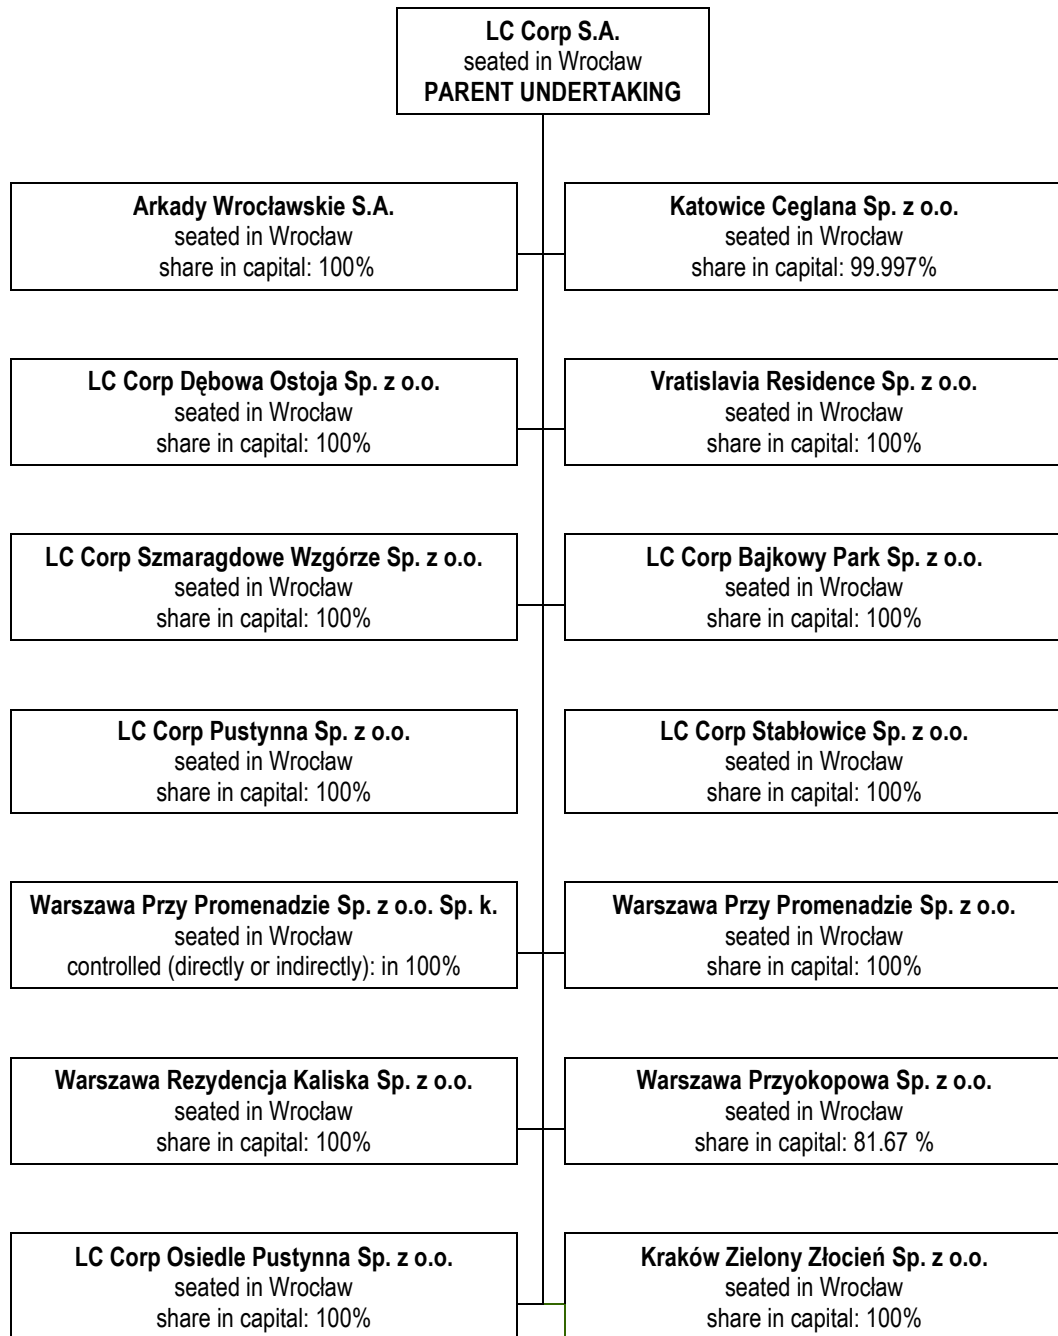 LC Corp S.A.
seated in Wrocław
PARENT UNDERTAKING
Arkady Wrocławskie S.A.
seated in Wrocław
share in capital: 100%
Katowice Ceglana Sp. z o.o.
seated in Wrocław
share in capital: 99.997%
LC Corp Dębowa Ostoja Sp. z o.o.
seated in Wrocław
share in capital: 100%
Vratislavia Residence Sp. z o.o.
seated in Wrocław
share in capital: 100%
LC Corp Szmaragdowe Wzgórze Sp. z o.o.
seated in Wrocław
share in capital: 100%
LC Corp Bajkowy Park Sp. z o.o.
seated in Wrocław
share in capital: 100%
LC Corp Pustynna Sp. z o.o.
seated in Wrocław
share in capital: 100%
LC Corp Stabłowice Sp. z o.o.
seated in Wrocław
share in capital: 100%
Warszawa Przy Promenadzie Sp. z o.o. Sp. k.
seated in Wrocław
controlled (directly or indirectly): in 100%
Warszawa Przy Promenadzie Sp. z o.o.
seated in Wrocław
share in capital: 100%
Warszawa Rezydencja Kaliska Sp. z o.o.
seated in Wrocław
share in capital: 100%
Warszawa Przyokopowa Sp. z o.o.
seated in Wrocław
share in capital: 81.67 %
LC Corp Osiedle Pustynna Sp. z o.o.
seated in Wrocław
share in capital: 100%
Kraków Zielony Złocień Sp. z o.o.
seated in Wrocław
share in capital: 100%